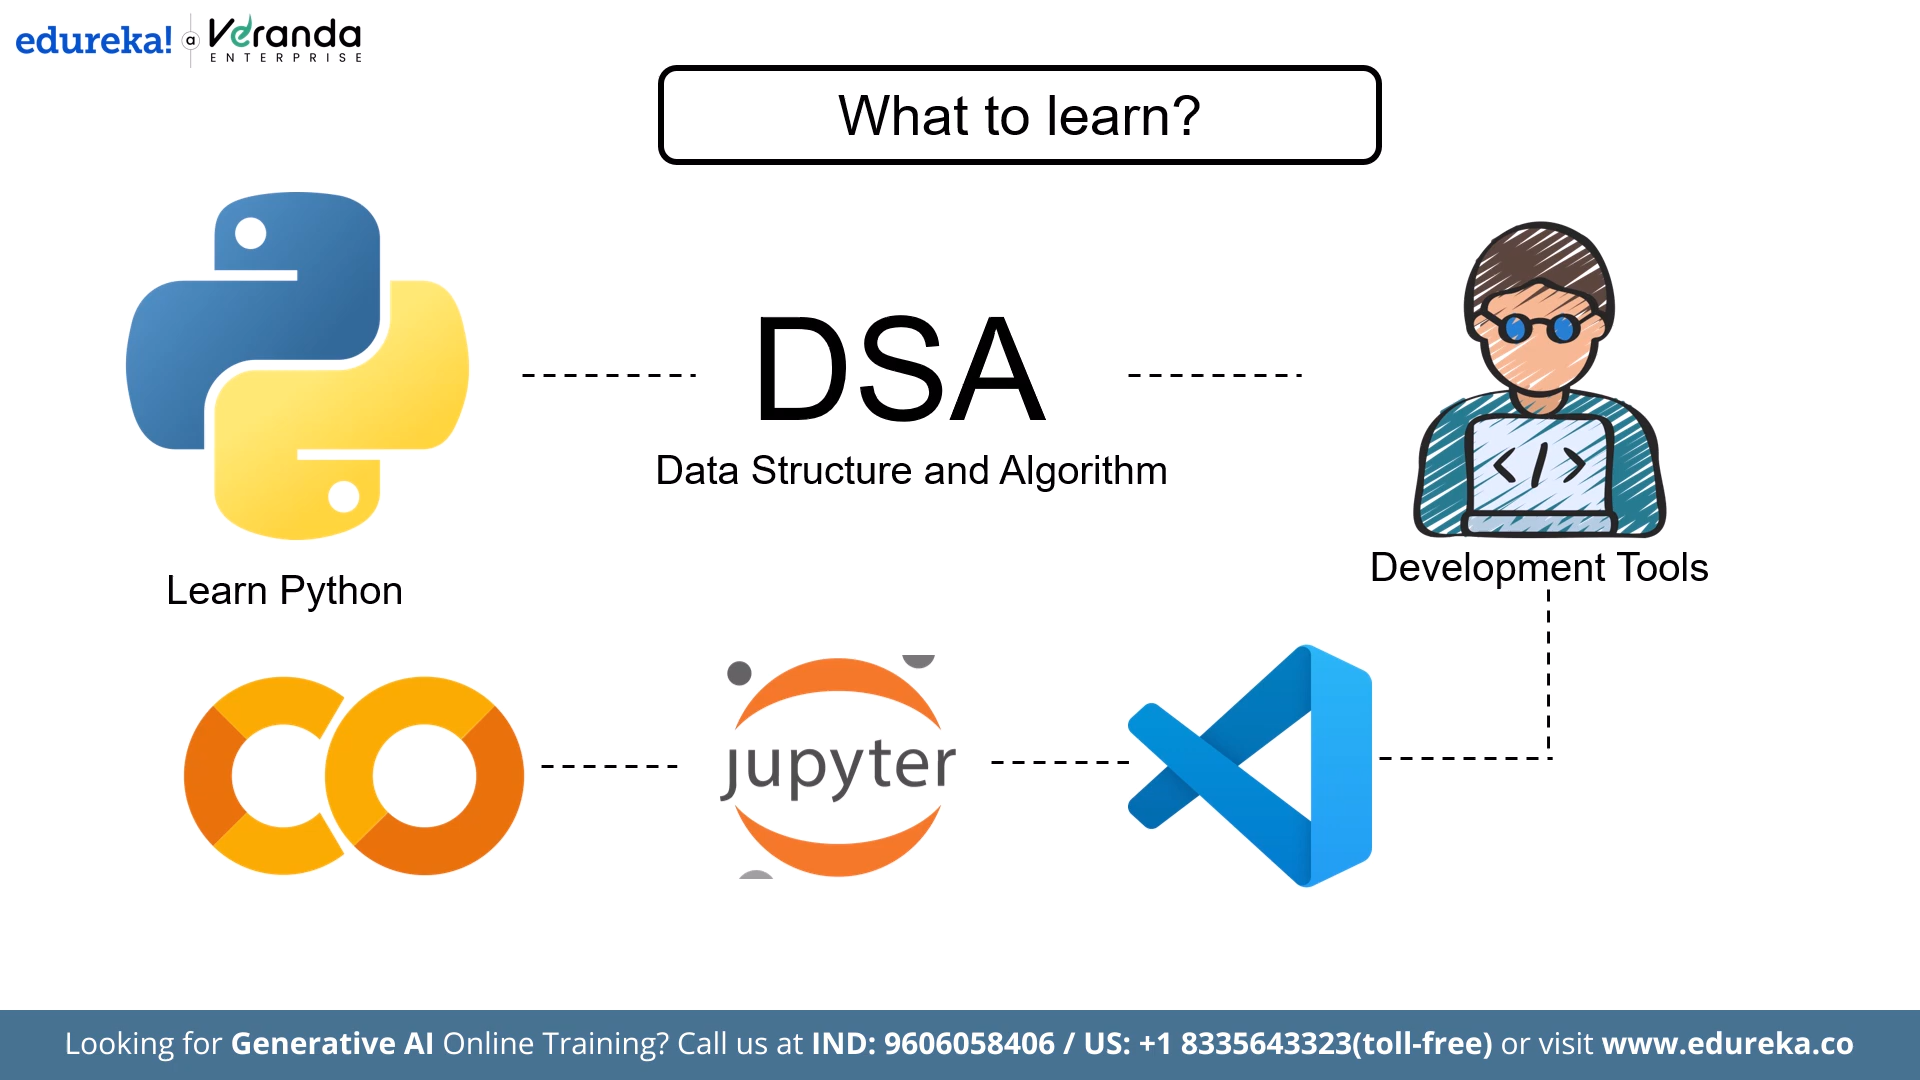 edureka! a Veranda
ENTERPRISE
What to learn?
DSA
Data Structure and Algorithm
</>
Learn Python
Development Tools
jupyter
Looking for Generative AI Online Training? Call us at IND: 9606058406 / US: +1 8335643323(toll-free) or visit www.edureka.co